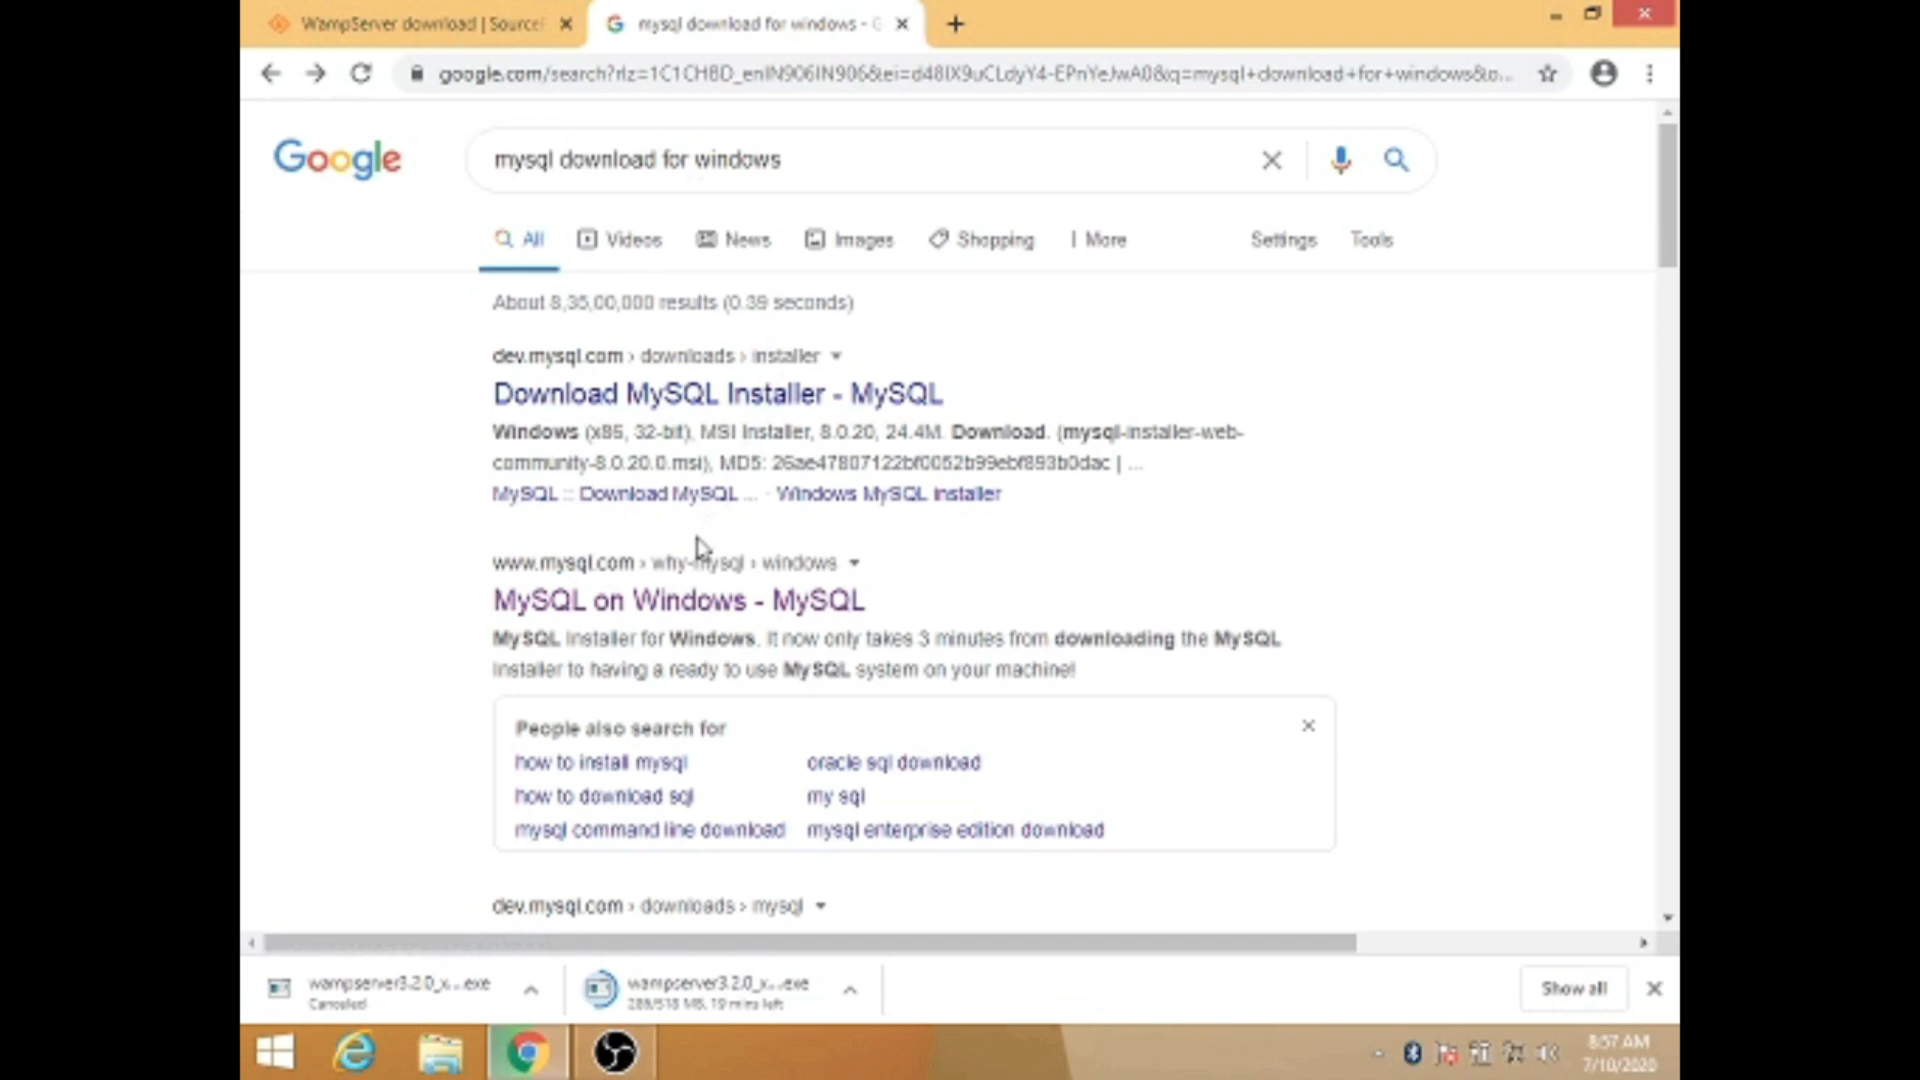 WampServer download | Source
mysql download for windows - G
google.com/search?rlz=1C1CHBD_enIN906IN906&ei=d48IX9uCLdyY4-EPnYeJwA0&q=mysql+download+for+windows&o...
Google
mysql download for windows
All
Videos
News
Images
Shopping
More
Settings
Tools
About 8,35,00,000 results (0.39 seconds)
dev.mysql.com › downloads › installer
Download MySQL Installer - MySQL
Windows (x86, 32-bit), MSI Installer, 8.0.20, 24.4M. Download. (mysql-installer-web-
community-8.0.20.0.msi), MD5: 26ae47807122bf0052b99ebf893b0dac | ...
MySQL :: Download MySQL ... · Windows MySQL installer
www.mysql.com › why-mysql › windows
MySQL on Windows - MySQL
MySQL Installer for Windows. It now only takes 3 minutes from downloading the MySQL
Installer to having a ready to use MySQL system on your machine!
People also search for
how to install mysql
oracle sql download
how to download sql
my sql
mysql command line download
mysql enterprise edition download
dev.mysql.com › downloads › mysql
wampserver3.2.0_x...exe
Canceled
wampserver3.2.0_x...exe
286/518 MB, 19 mins left
Show all
8:57 AM
7/10/2020